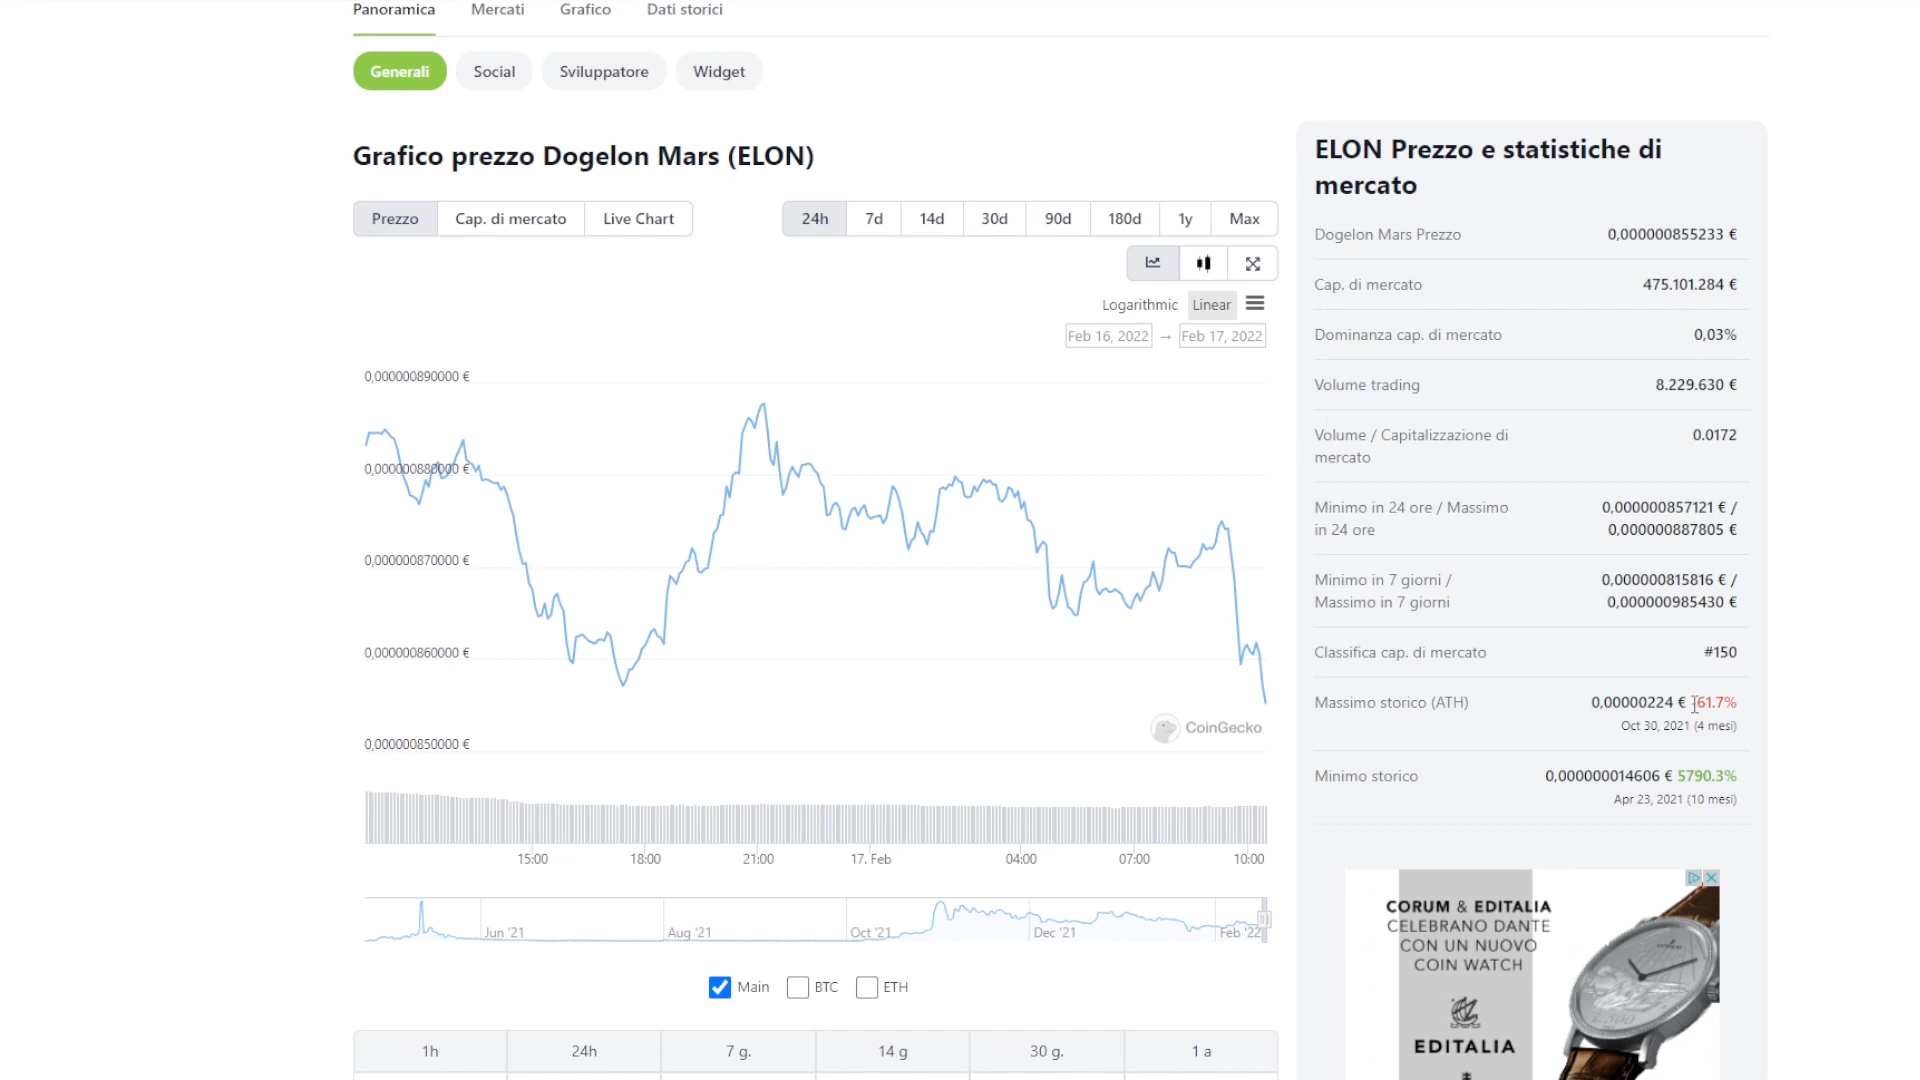 Panoramica Mercati Grafico Dati storici
Generali Social Sviluppatore Widget
Grafico prezzo Dogelon Mars (ELON)
Prezzo Cap. di mercato Live Chart
24h 7d 14d 30d 90d 180d 1y Max
Logarithmic Linear
Feb 16, 2022 → Feb 17, 2022
0,000000890000 €
0,000000880000 €
0,000000870000 €
0,000000860000 €
0,000000850000 €
CoinGecko
15:00 18:00 21:00 17. Feb 04:00 07:00 10:00
Jun '21 Aug '21 Oct '21 Dec '21 Feb '22
Main BTC ETH
1h 24h 7 g. 14 g 30 g. 1 a
ELON Prezzo e statistiche di
mercato
Dogelon Mars Prezzo 0,000000855233 €
Cap. di mercato 475.101.284 €
Dominanza cap. di mercato 0,03%
Volume trading 8.229.630 €
Volume / Capitalizzazione di 0.0172
mercato
Minimo in 24 ore / Massimo 0,000000857121 € /
in 24 ore 0,000000887805 €
Minimo in 7 giorni / 0,000000815816 € /
Massimo in 7 giorni 0,000000985430 €
Classifica cap. di mercato #150
Massimo storico (ATH) 0,00000224 € 61.7%
Oct 30, 2021 (4 mesi)
Minimo storico 0,000000014606 € 5790.3%
Apr 23, 2021 (10 mesi)
CORUM & EDITALIA
CELEBRANO DANTE
CON UN NUOVO
COIN WATCH
EDITALIA